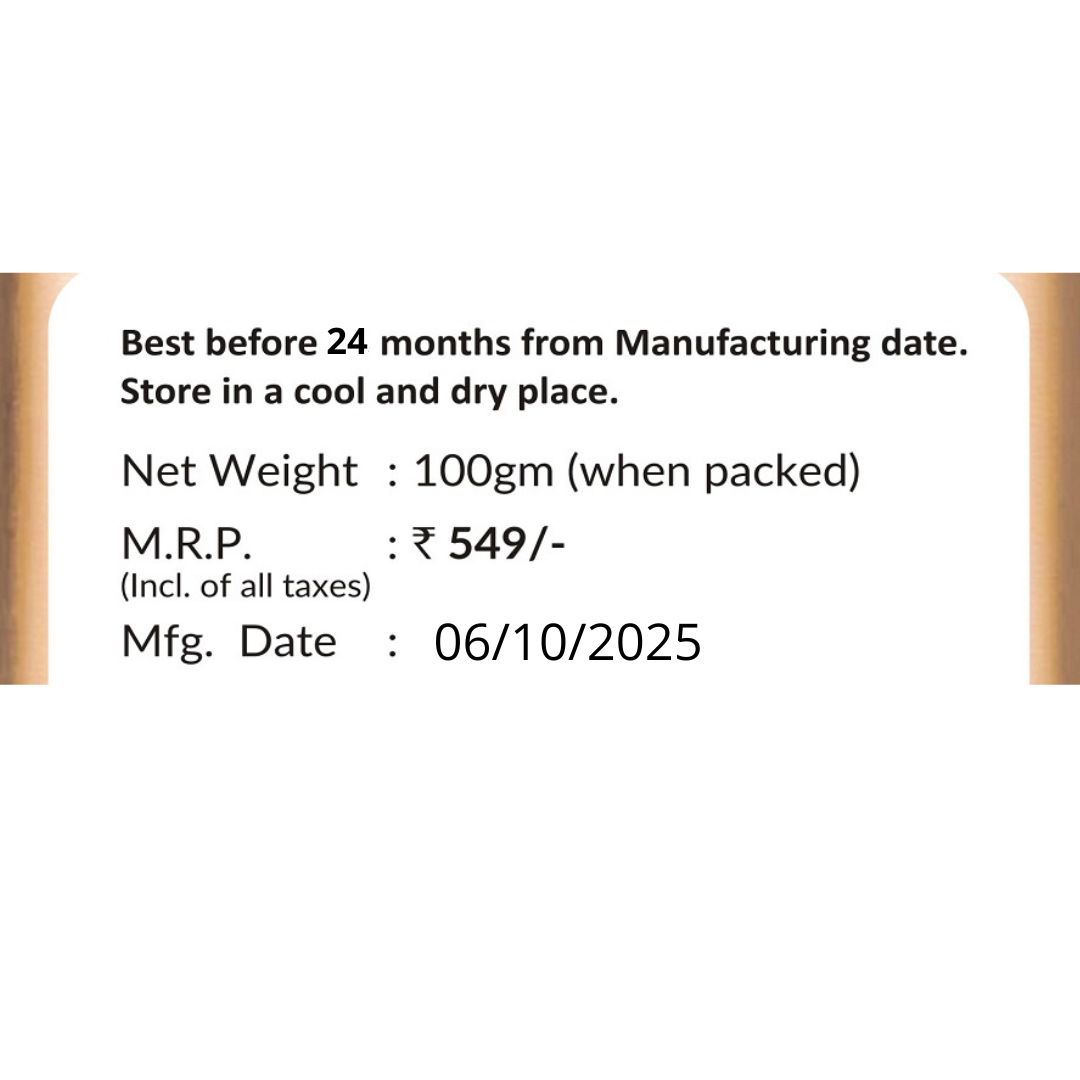 Best before 24 months from Manufacturing date.
Store in a cool and dry place.
Net Weight : 100gm (when packed)
M.R.P. : ₹ 549/-
(Incl. of all taxes)
Mfg. Date : 06/10/2025